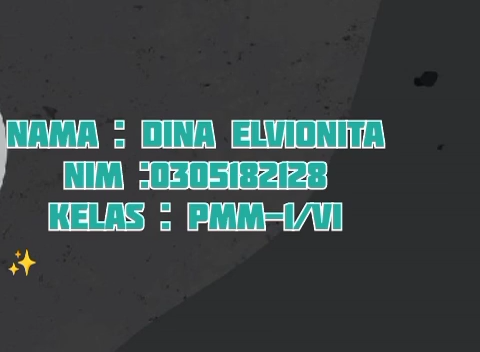 NAMA : DINA ELVIONITA
NIM :0305182128
KELAS : PMM-1/VI